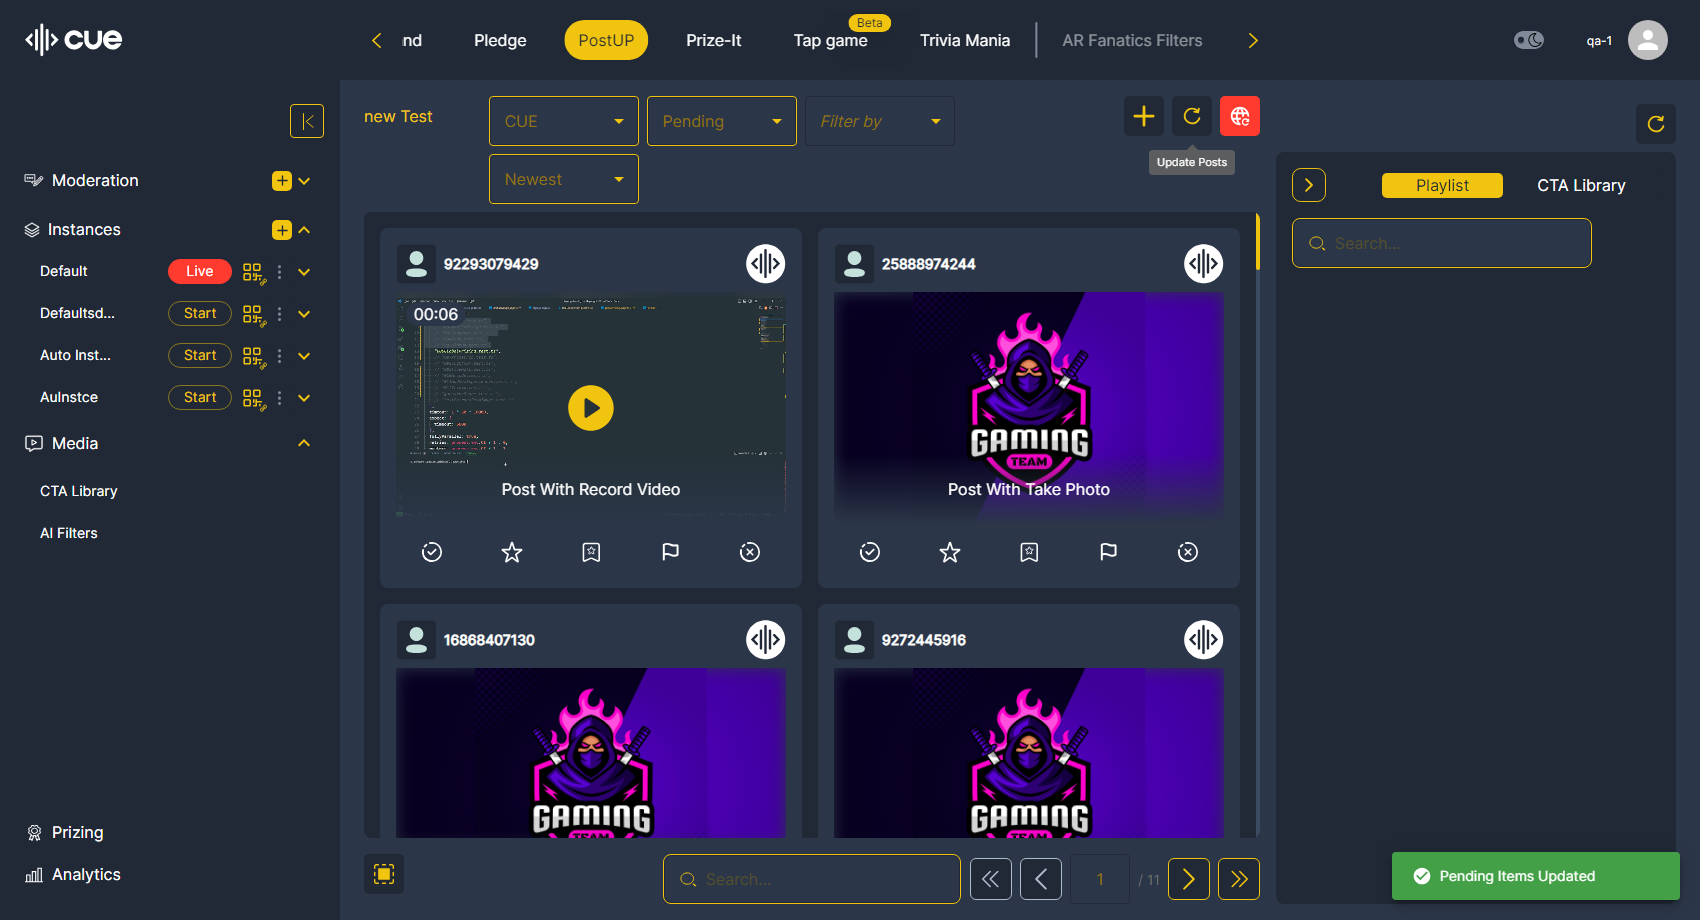 cue
nd
Pledge
PostUP
Prize-It
Beta
Tap game
Trivia Mania
AR Fanatics Filters
qa-1
Moderation
Instances
Default
Live
Defaultsd...
Start
Auto Inst...
Start
AuInstce
Start
Media
CTA Library
AI Filters
Prizing
Analytics
new Test
CUE
Pending
Filter by
Newest
Update Posts
92293079429
00:06
Post With Record Video
25888974244
GAMING
TEAM
Post With Take Photo
16868407130
GAMING
TEAM
9272445916
GAMING
TEAM
Search...
1
/ 11
Playlist
CTA Library
Search...
Pending Items Updated